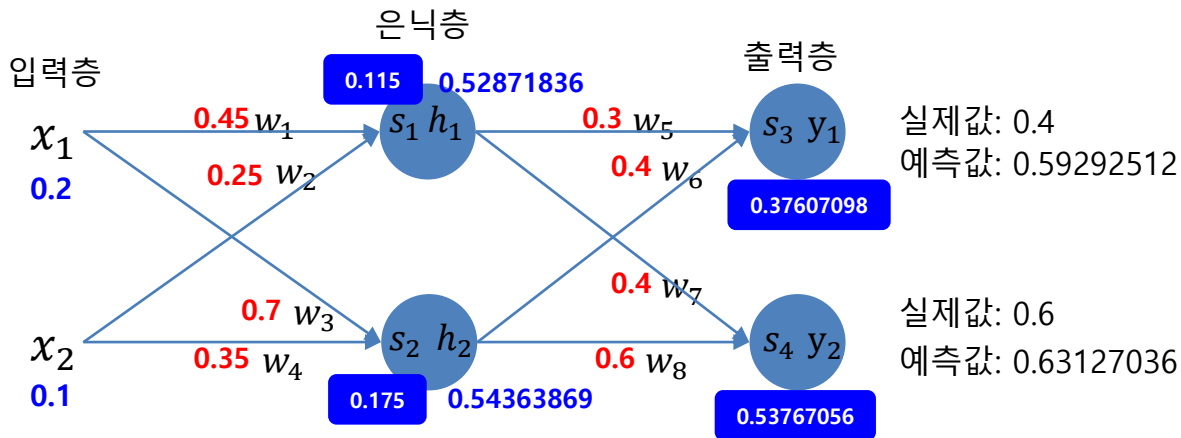 은닉층
출력층
입력층
0.115
0.52871836
0.45 w₁
s₁ h₁
0.3 w₅
s₃ y₁
실제값: 0.4
예측값: 0.59292512
x₁
0.25 w₂
0.4 w₆
0.2
0.37607098
0.7 w₃
0.4 w₇
실제값: 0.6
예측값: 0.63127036
x₂
0.35 w₄
s₂ h₂
0.6 w₈
s₄ y₂
0.1
0.175
0.54363869
0.53767056